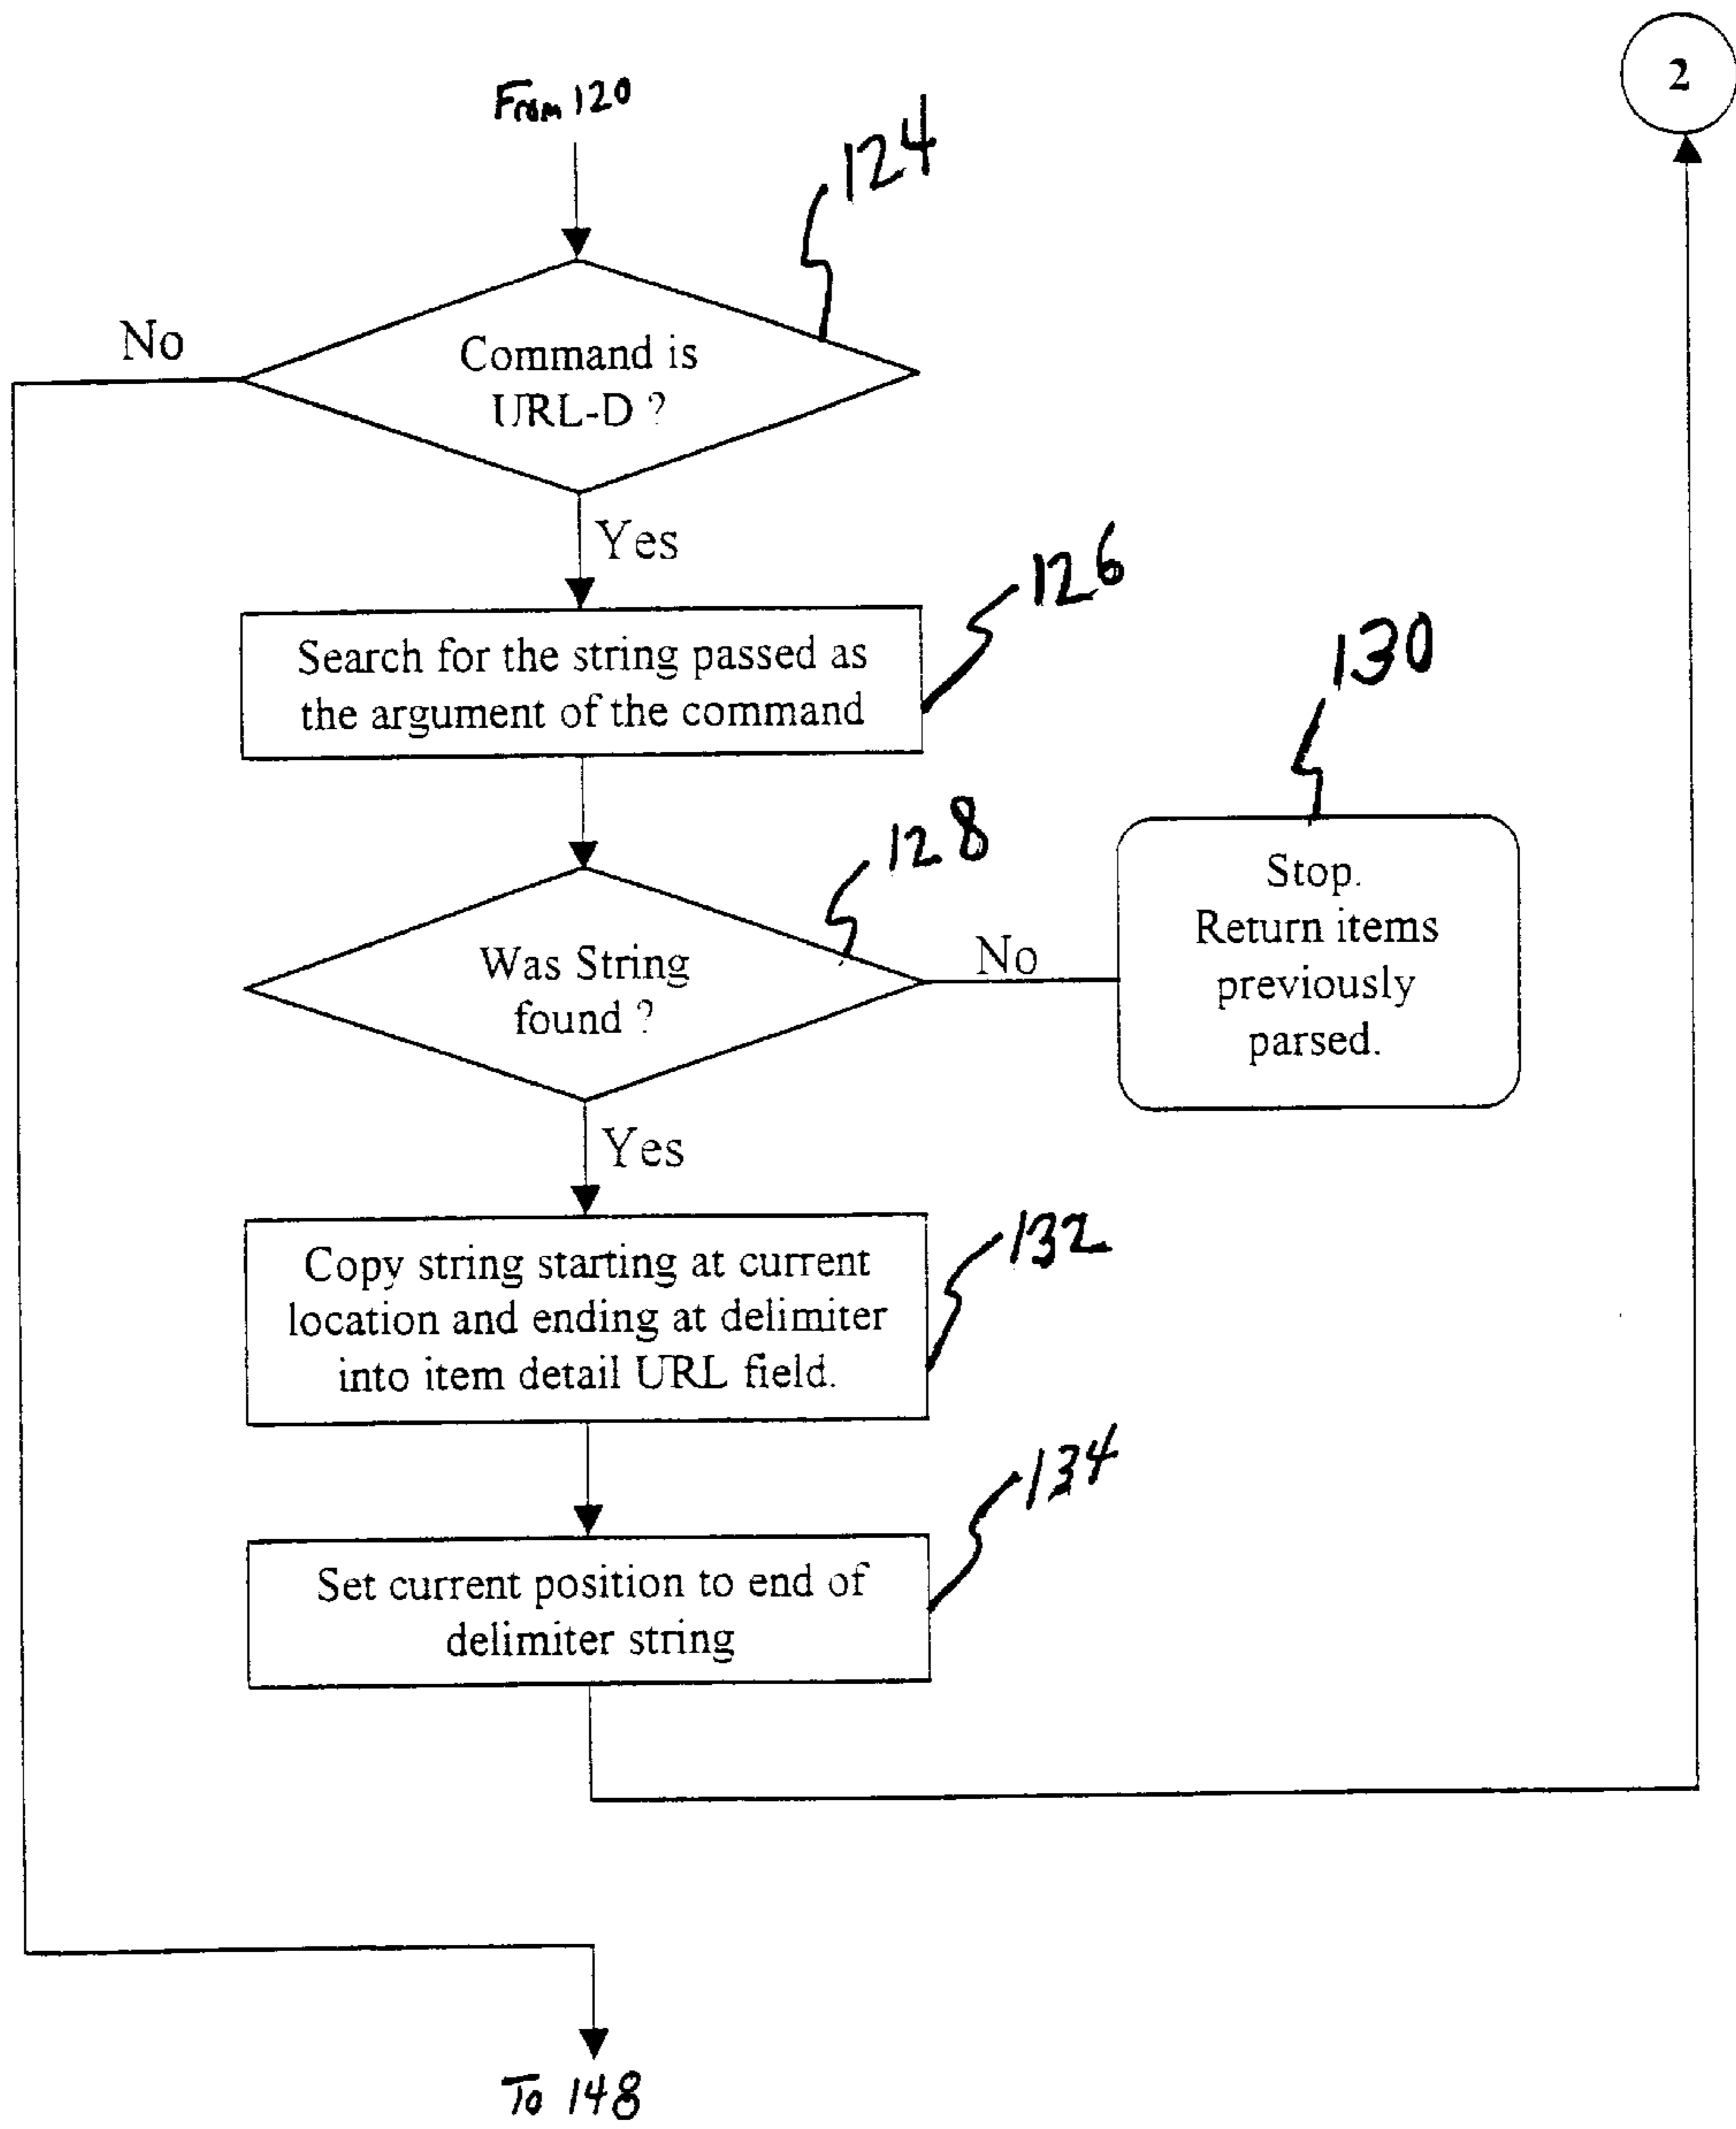 2
From 120
124
No
Command is
URL-D ?
Yes
126
Search for the string passed as
the argument of the command
130
128
Stop.
Return items
previously
parsed.
Was String
found ?
No
Yes
132
Copy string starting at current
location and ending at delimiter
into item detail URL field.
134
Set current position to end of
delimiter string
To 148